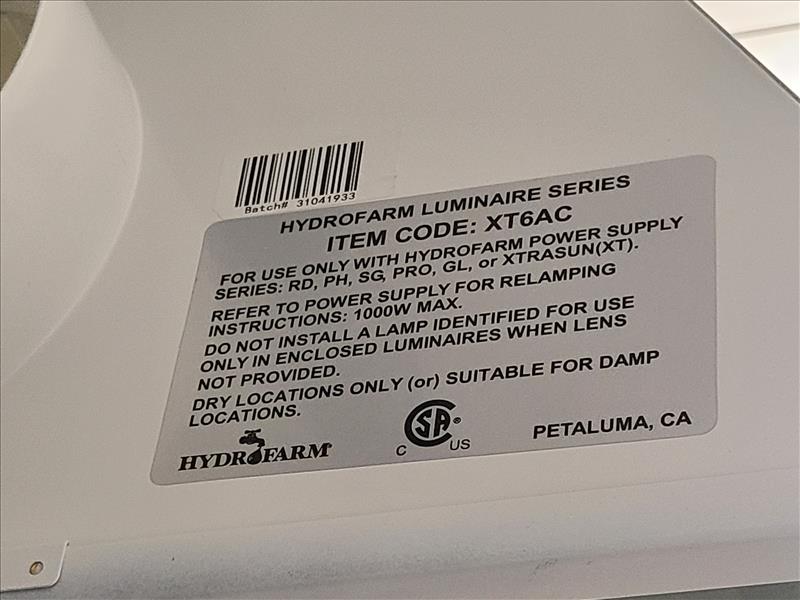 Batch# 31041933
HYDROFARM LUMINAIRE SERIES
ITEM CODE: XT6AC
FOR USE ONLY WITH HYDROFARM POWER SUPPLY
SERIES: RD, PH, SG, PRO, GL, or XTRASUN(XT).
REFER TO POWER SUPPLY FOR RELAMPING
INSTRUCTIONS: 1000W MAX.
DO NOT INSTALL A LAMP IDENTIFIED FOR USE
ONLY IN ENCLOSED LUMINAIRES WHEN LENS
NOT PROVIDED.
DRY LOCATIONS ONLY (or) SUITABLE FOR DAMP
LOCATIONS.
HYDROFARM
C SA® US
PETALUMA, CA